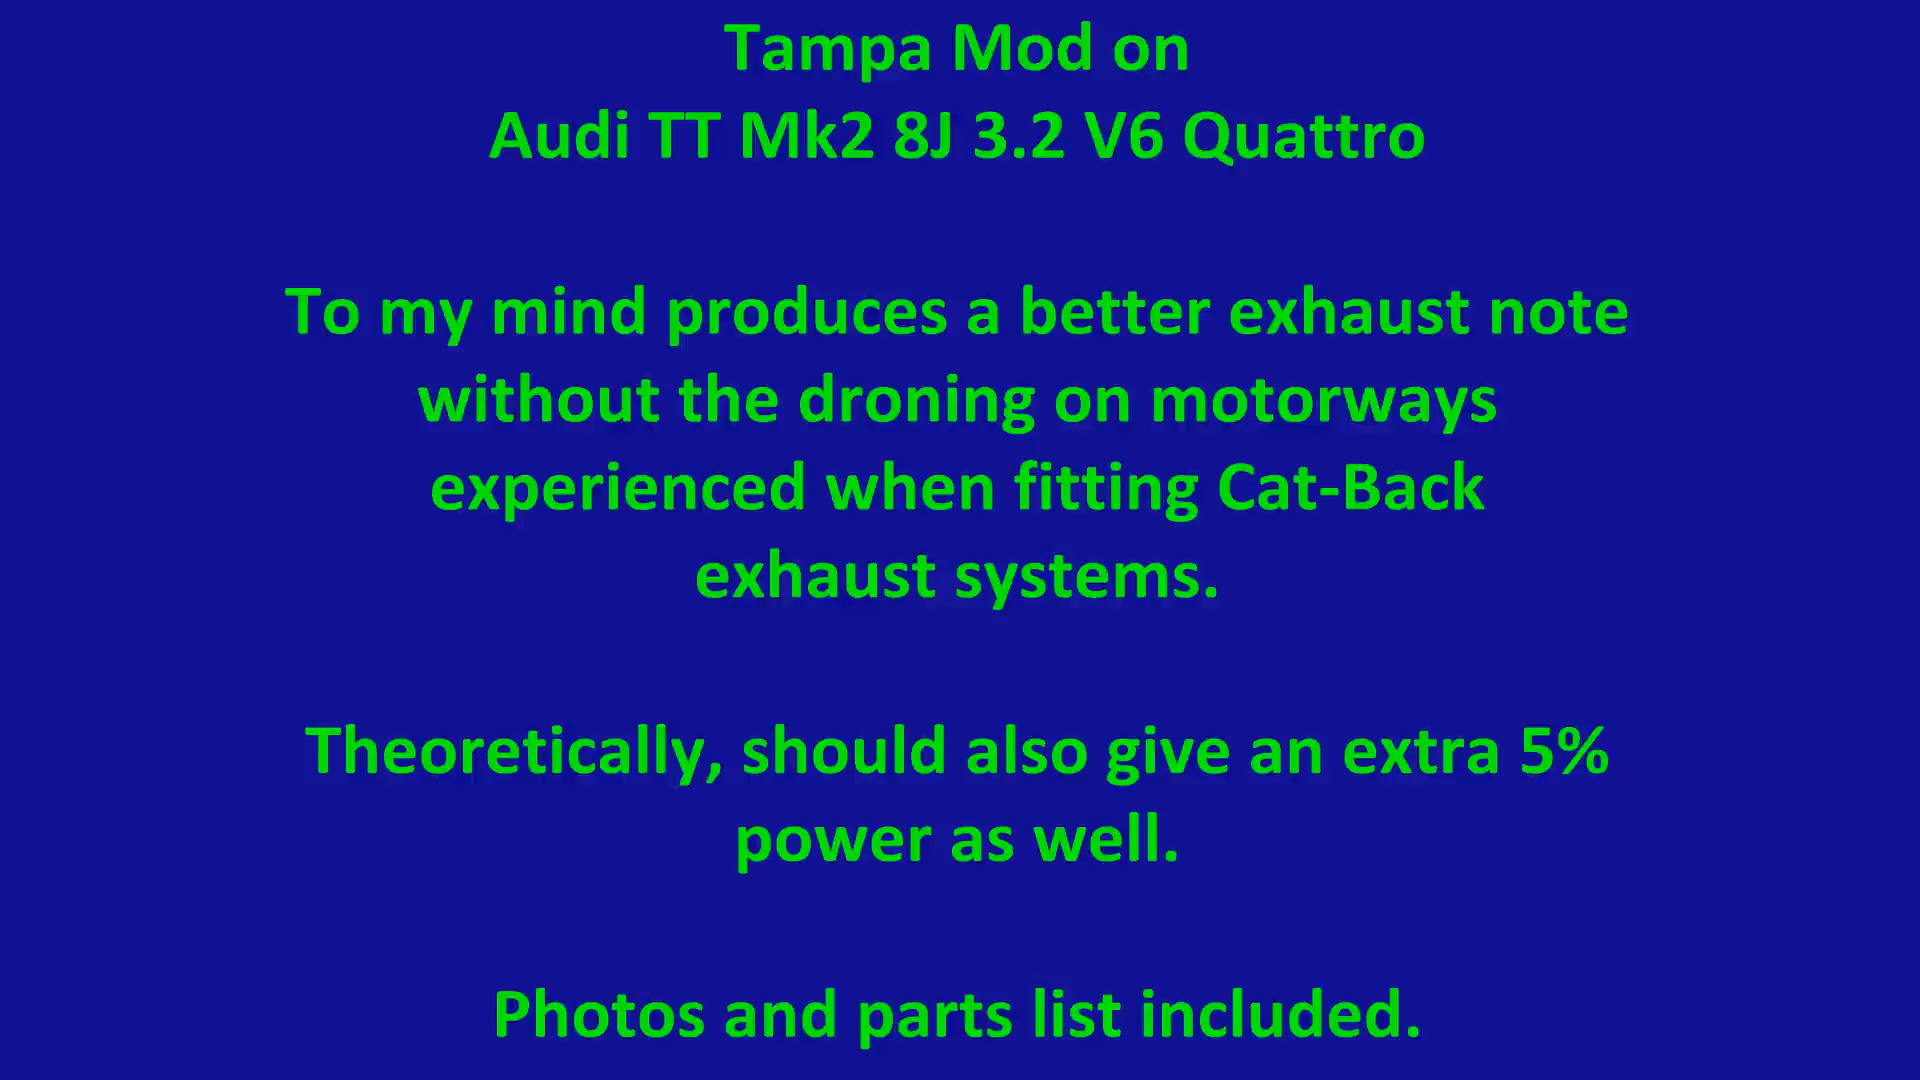 Tampa Mod on
Audi TT Mk2 8J 3.2 V6 Quattro
To my mind produces a better exhaust note
without the droning on motorways
experienced when fitting Cat-Back
exhaust systems.
Theoretically, should also give an extra 5%
power as well.
Photos and parts list included.